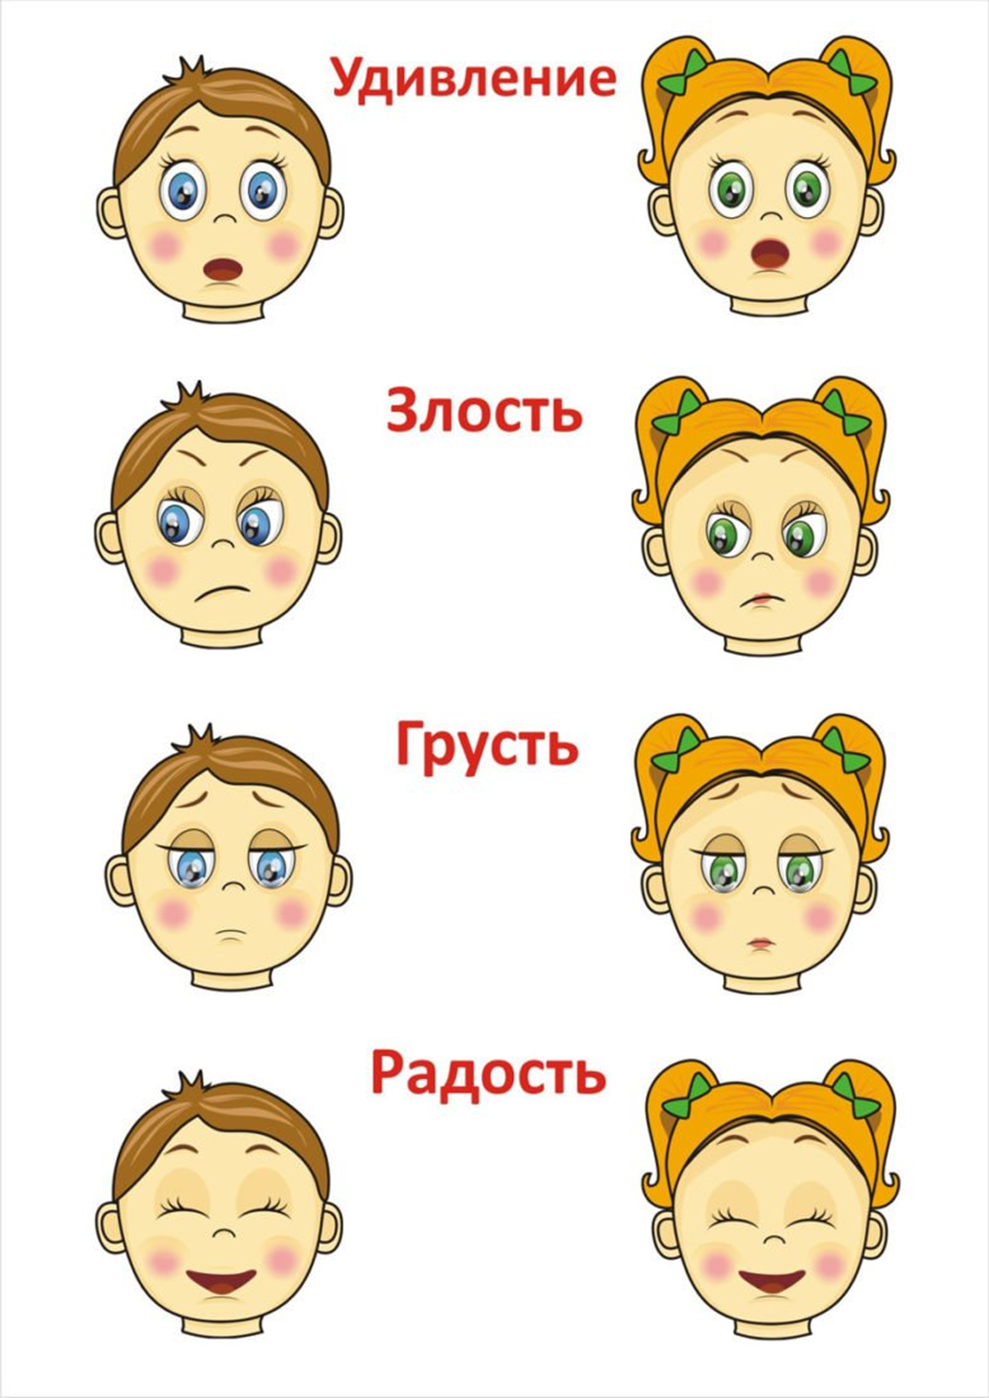 Удивление
Злость
Грусть
Радость